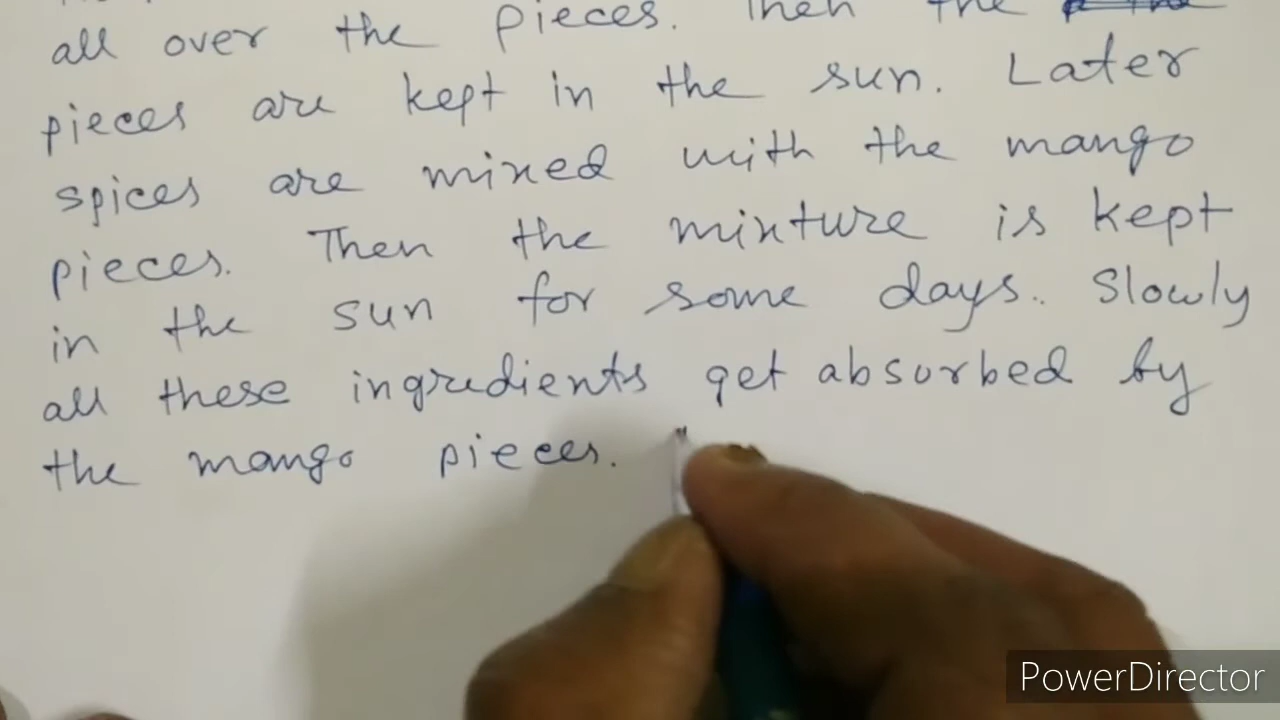 all over the pieces. Then the
pieces are kept in the sun. Later
spices are mixed with the mango
pieces. Then the mixture is kept
in the sun for some days. Slowly
all these ingredients get absorbed by
the mango pieces.
PowerDirector